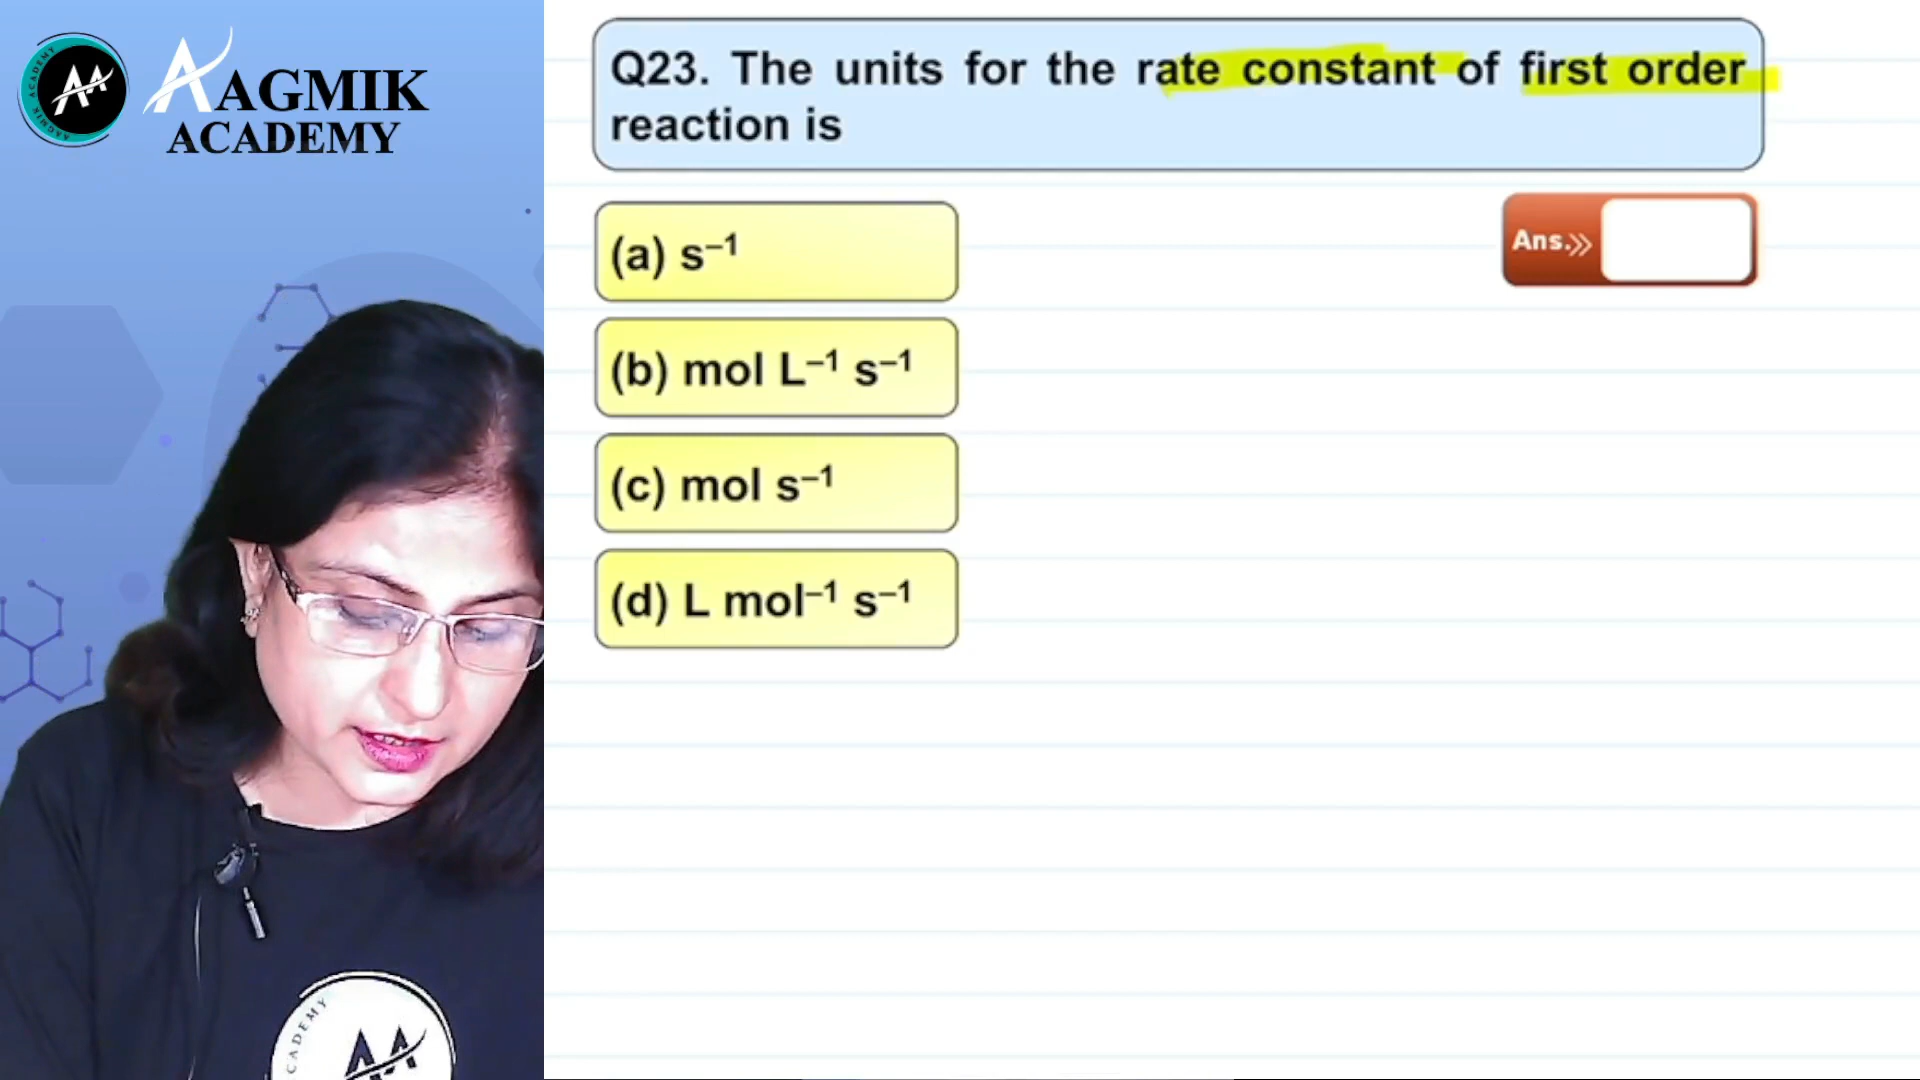 AAGMIK
ACADEMY
Q23. The units for the rate constant of first order
reaction is
(a) s⁻¹
Ans.»
(b) mol L⁻¹ s⁻¹
(c) mol s⁻¹
(d) L mol⁻¹ s⁻¹